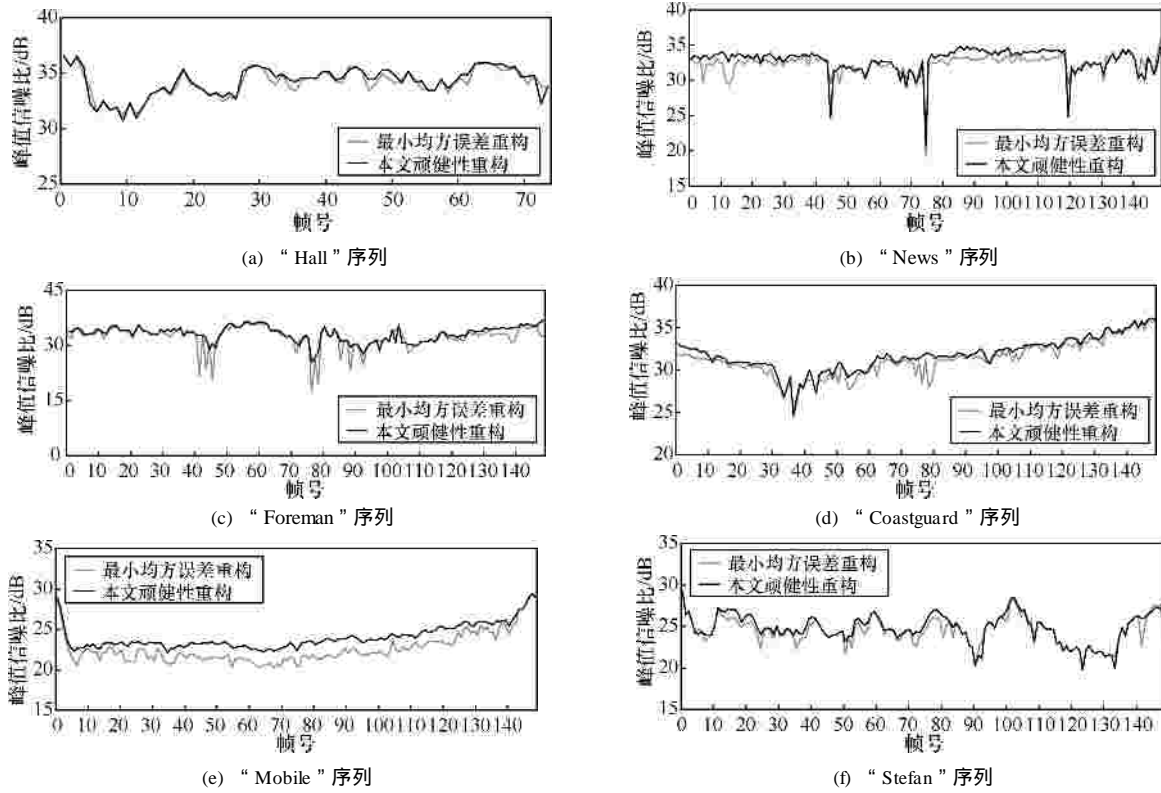 峰值信噪比/dB
40
35
30
25
最小均方误差重构
本文顽健性重构
0 10 20 30 40 50 60 70
帧号
(a) “ Hall ” 序列
峰值信噪比/dB
40
35
30
25
20
15
最小均方误差重构
本文顽健性重构
0 10 20 30 40 50 60 70 80 90 100 110 120 130 140
帧号
(b) “ News ” 序列
峰值信噪比/dB
45
30
15
0
最小均方误差重构
本文顽健性重构
0 10 20 30 40 50 60 70 80 90 100 110 120 130 140
帧号
(c) “ Foreman ” 序列
峰值信噪比/dB
40
35
30
25
20
最小均方误差重构
本文顽健性重构
0 10 20 30 40 50 60 70 80 90 100 110 120 130 140
帧号
(d) “ Coastguard ” 序列
峰值信噪比/dB
35
30
25
20
15
最小均方误差重构
本文顽健性重构
0 10 20 30 40 50 60 70 80 90 100 110 120 130 140
帧号
(e) “ Mobile ” 序列
峰值信噪比/dB
35
30
25
20
15
最小均方误差重构
本文顽健性重构
0 10 20 30 40 50 60 70 80 90 100 110 120 130 140
帧号
(f) “ Stefan ” 序列